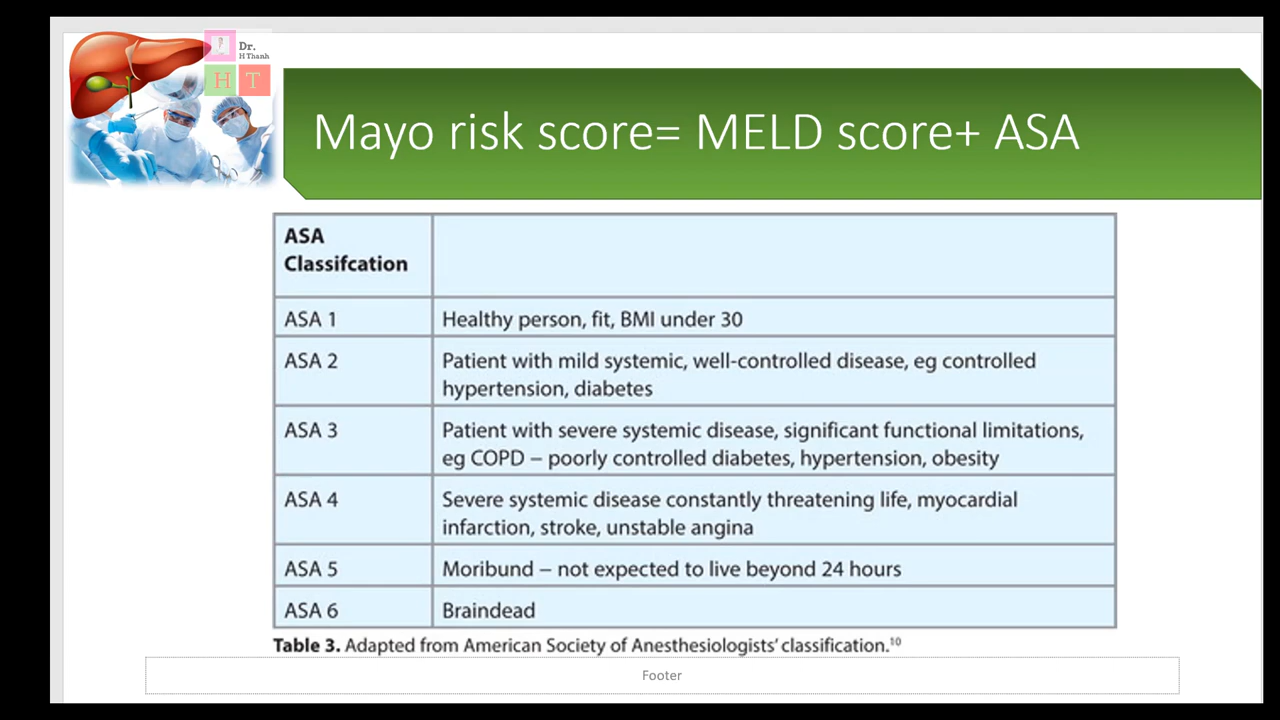 Dr.
H Thanh
H T
Mayo risk score= MELD score+ ASA
ASA
Classifcation
ASA 1
Healthy person, fit, BMI under 30
ASA 2
Patient with mild systemic, well-controlled disease, eg controlled
hypertension, diabetes
ASA 3
Patient with severe systemic disease, significant functional limitations,
eg COPD – poorly controlled diabetes, hypertension, obesity
ASA 4
Severe systemic disease constantly threatening life, myocardial
infarction, stroke, unstable angina
ASA 5
Moribund – not expected to live beyond 24 hours
ASA 6
Braindead
Table 3. Adapted from American Society of Anesthesiologists' classification.10
Footer